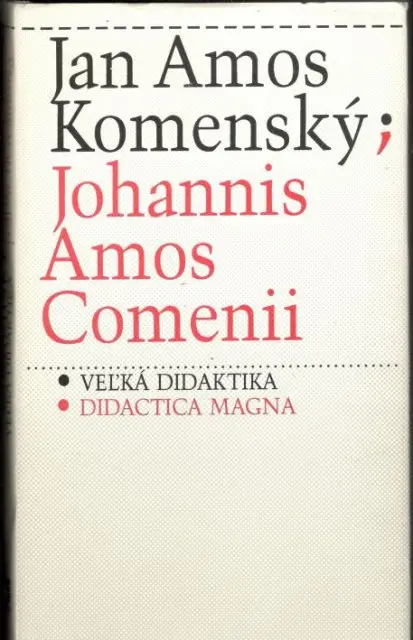 Jan Amos
Komenský;
Johannis
Amos
Comenii
• VEĽKÁ DIDAKTIKA
• DIDACTICA MAGNA